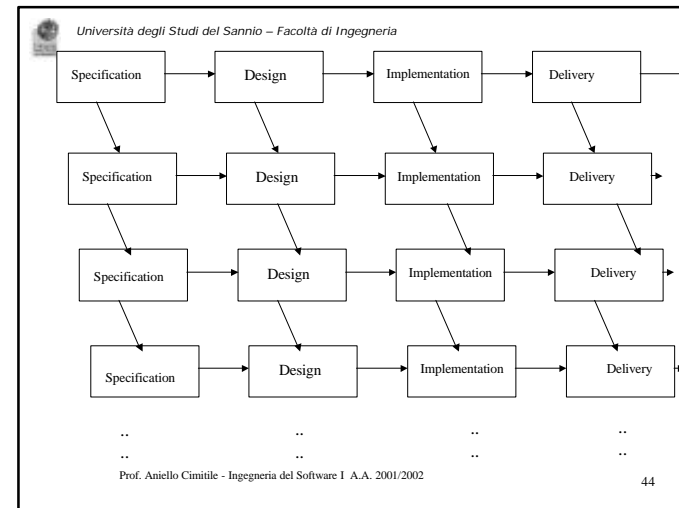 Università degli Studi del Sannio – Facoltà di Ingegneria
Specification Design Implementation Delivery
Specification Design Implementation Delivery
Specification Design Implementation Delivery
Specification Design Implementation Delivery
.. .. .. ..
.. .. .. ..
Prof. Aniello Cimitile - Ingegneria del Software I A.A. 2001/2002
44